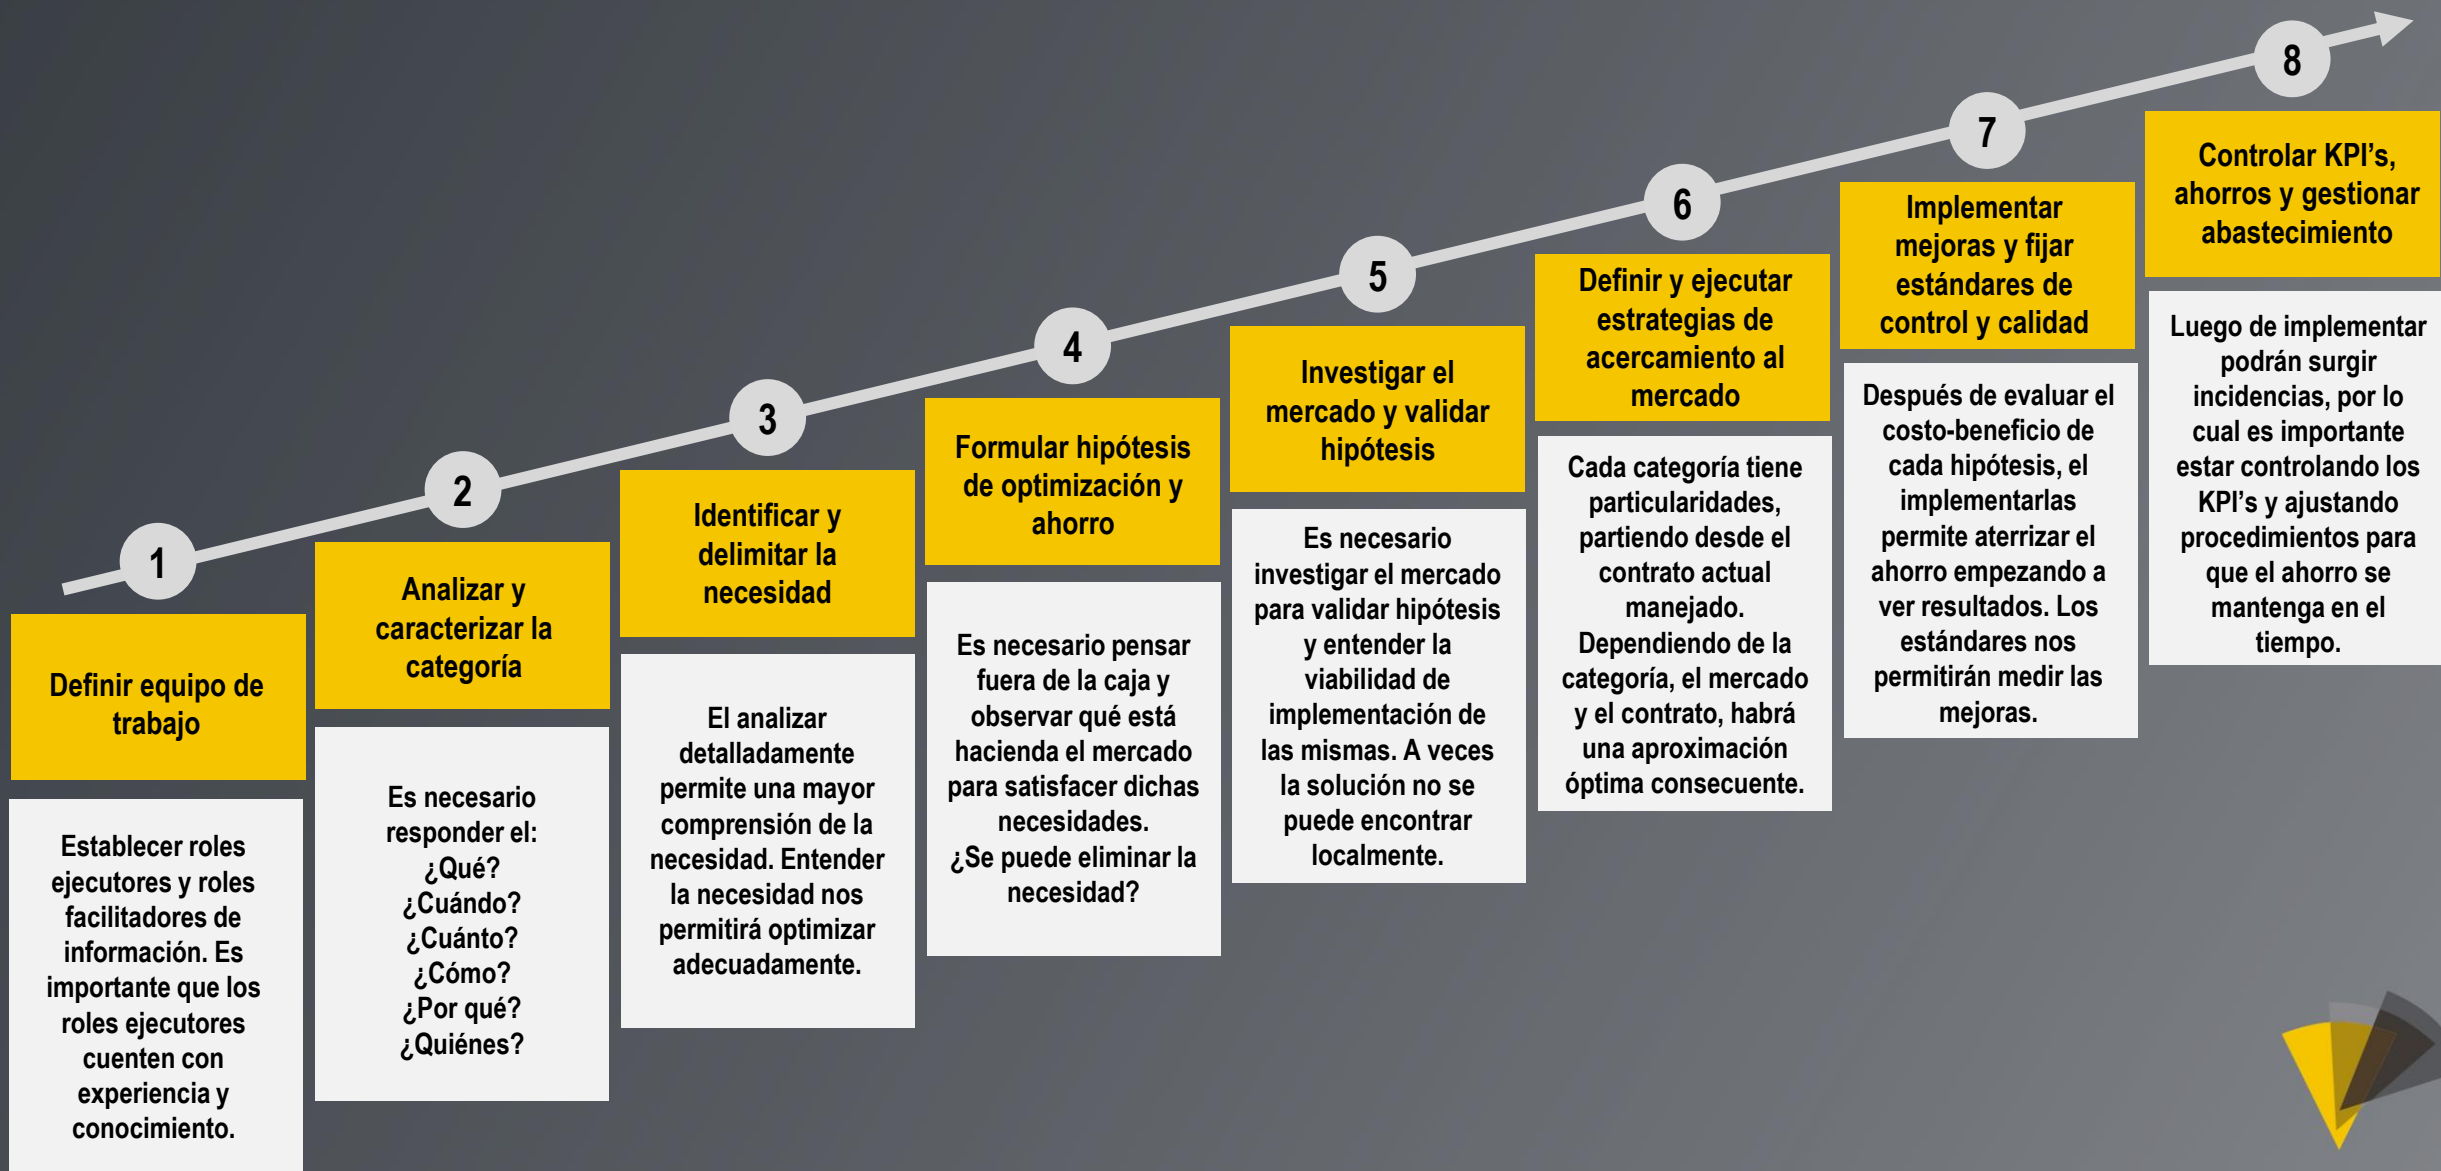 1
Definir equipo de
trabajo
Establecer roles
ejecutores y roles
facilitadores de
información. Es
importante que los
roles ejecutores
cuenten con
experiencia y
conocimiento.
2
Analizar y
caracterizar la
categoría
Es necesario
responder el:
¿Qué?
¿Cuándo?
¿Cuánto?
¿Cómo?
¿Por qué?
¿Quiénes?
3
Identificar y
delimitar la
necesidad
El analizar
detalladamente
permite una mayor
comprensión de la
necesidad. Entender
la necesidad nos
permitirá optimizar
adecuadamente.
4
Formular hipótesis
de optimización y
ahorro
Es necesario pensar
fuera de la caja y
observar qué está
hacienda el mercado
para satisfacer dichas
necesidades.
¿Se puede eliminar la
necesidad?
5
Investigar el
mercado y validar
hipótesis
Es necesario
investigar el mercado
para validar hipótesis
y entender la
viabilidad de
implementación de
las mismas. A veces
la solución no se
puede encontrar
localmente.
6
Definir y ejecutar
estrategias de
acercamiento al
mercado
Cada categoría tiene
particularidades,
partiendo desde el
contrato actual
manejado.
Dependiendo de la
categoría, el mercado
y el contrato, habrá
una aproximación
óptima consecuente.
7
Implementar
mejoras y fijar
estándares de
control y calidad
Después de evaluar el
costo-beneficio de
cada hipótesis, el
implementarlas
permite aterrizar el
ahorro empezando a
ver resultados. Los
estándares nos
permitirán medir las
mejoras.
8
Controlar KPI’s,
ahorros y gestionar
abastecimiento
Luego de implementar
podrán surgir
incidencias, por lo
cual es importante
estar controlando los
KPI’s y ajustando
procedimientos para
que el ahorro se
mantenga en el
tiempo.